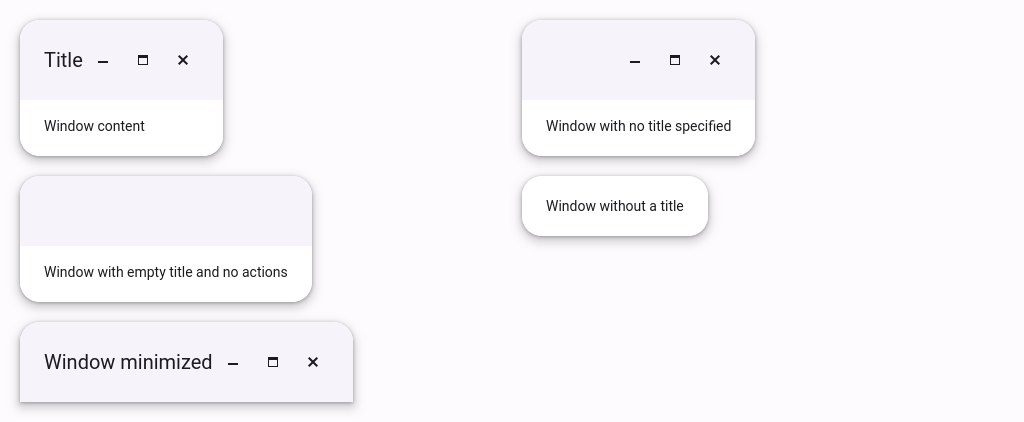 Title
Window content
Window with no title specified
Window with empty title and no actions
Window without a title
Window minimized